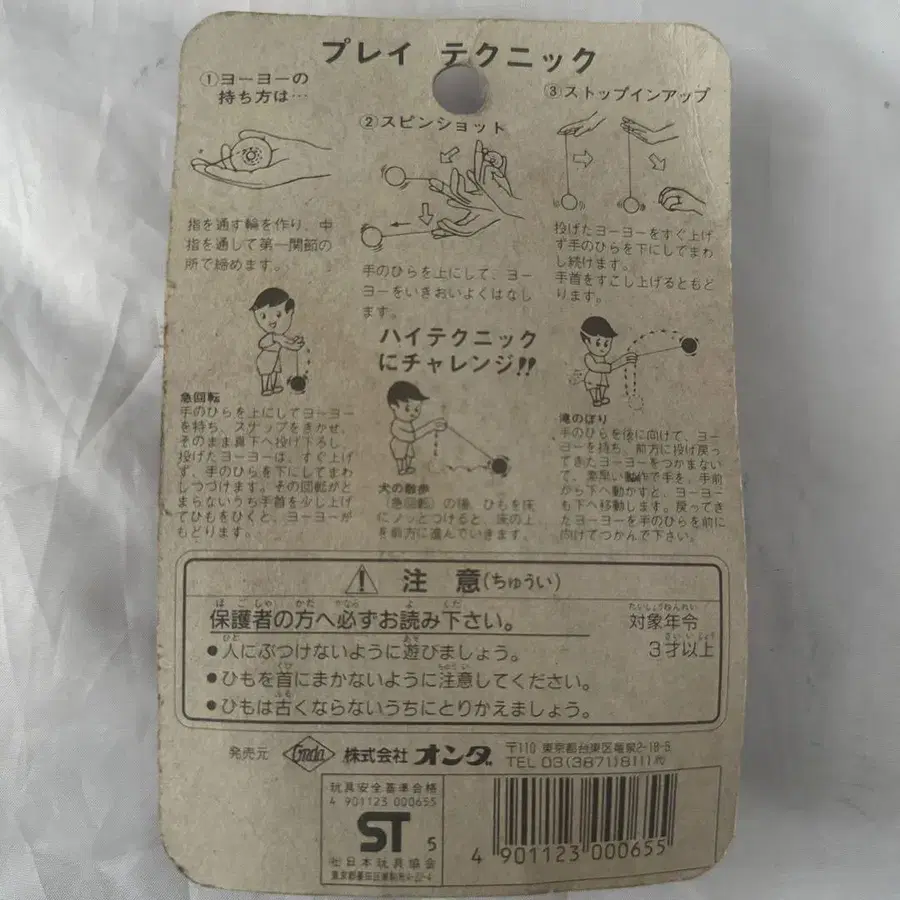 プレイ テクニック
①ヨーヨーの
持ち方は…
指を通す輪を作り、中
指を通して第一関節の
所で締めます。
②スピンショット
手のひらを上にして、ヨー
ヨーをいきおいよくはなし
ます。
③ストップインアップ
投げたヨーヨーをすぐ上げ
ず手のひらを下にしてまわ
し続けます。
手首をすこし上げるともど
ります。
ハイテクニック
にチャレンジ!!
急回転
手のひらを上にしてヨーヨー
を持ち、スナップをきかせ、
そのまま真下へ投げ下ろし、
投げたヨーヨーは、すぐ上げ
ず、手のひらを下にしてまわ
しつづけます。その回転がと
まらないうち手首を少し上げ
てひもをひくと、ヨーヨーが
もどります。
犬の散歩
(急回転)の後、ひもを床
にソッとつけると、床の上
を前方に進んでいきます。
滝のぼり
手のひらを後に向けて、ヨー
ヨーを持ち、前方に投げ戻っ
てきたヨーヨーをつかまないで
、素早い動作で手を、手前
から下へ動かすと、ヨーヨー
も下へ移動します。戻ってき
たヨーヨーを手のひらを前に
向けてつかんで下さい。
注 意(ちゅうい)
保護者の方へ必ずお読み下さい。
●人にぶつけないように遊びましょう。
●ひもを首にまかないように注意してください。
●ひもは古くならないうちにとりかえましょう。
対象年令
3才以上
発売元 Onda 株式会社 オンダ
〒110 東京都台東区竜泉2-18-5
TEL 03(3871)8111㈹
玩具安全基準合格
4 901123 000655
ST 5
社日本玩具協会
4 901123 000655